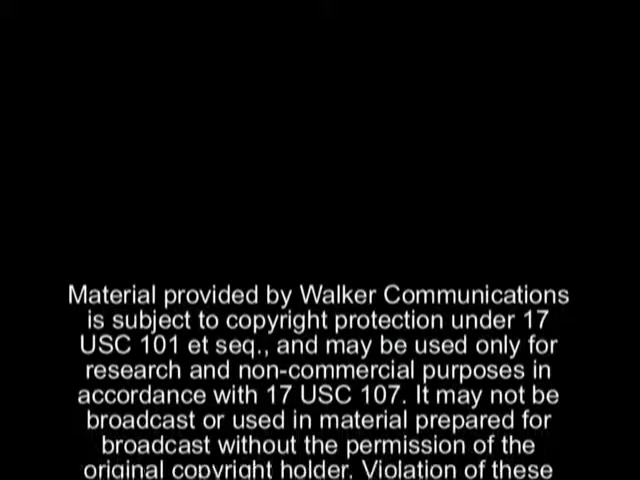 Material provided by Walker Communications
is subject to copyright protection under 17
USC 101 et seq., and may be used only for
research and non-commercial purposes in
accordance with 17 USC 107. It may not be
broadcast or used in material prepared for
broadcast without the permission of the
original copyright holder. Violation of these